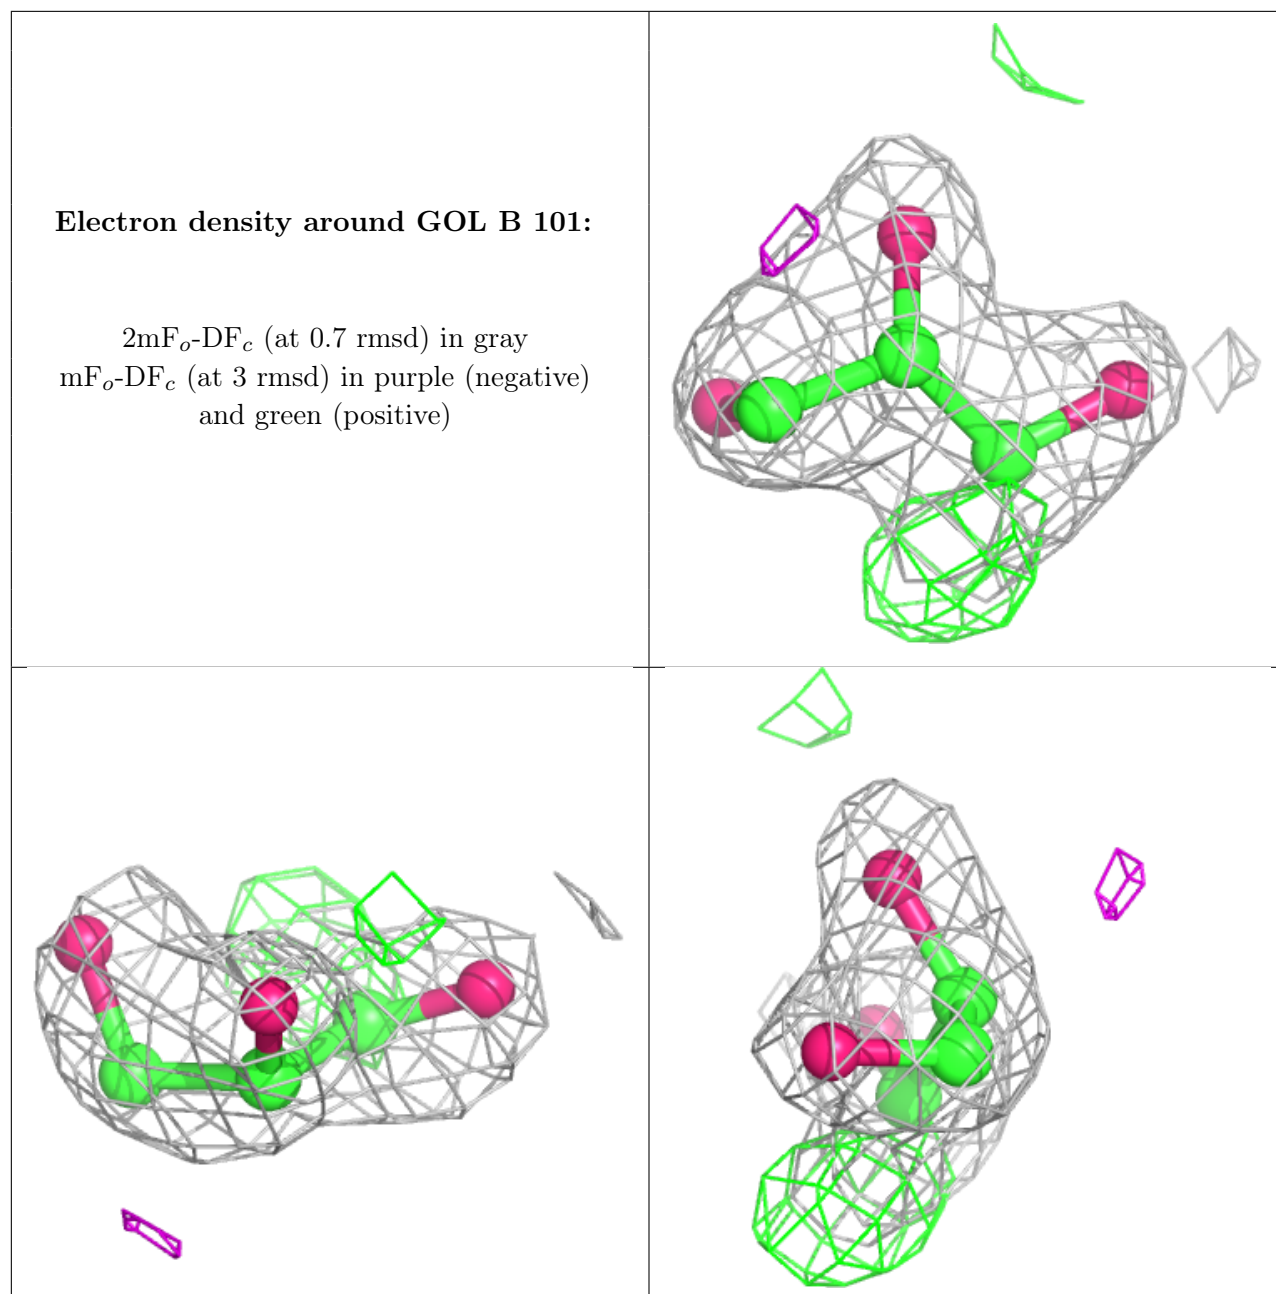 Electron density around GOL B 101:
2mFo-DFc (at 0.7 rmsd) in gray
mFo-DFc (at 3 rmsd) in purple (negative)
and green (positive)